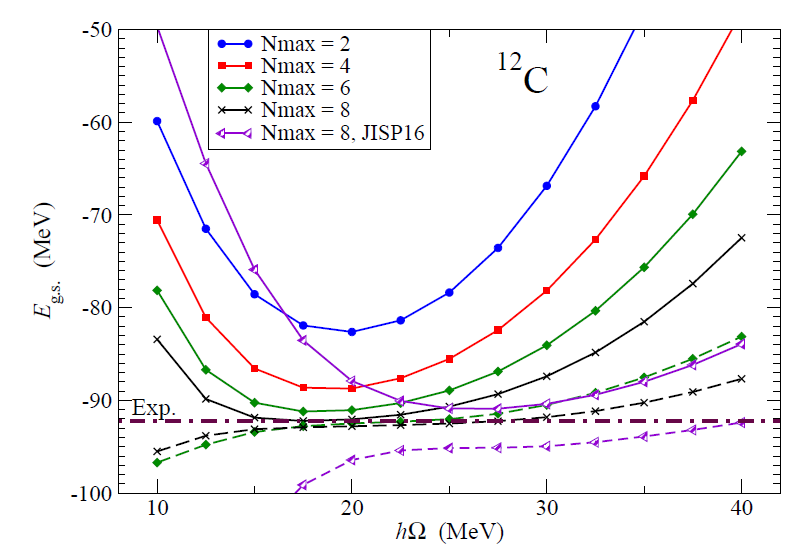 -50
-60
-70
-80
-90
-100
E g.s. (MeV)
Nmax = 2
Nmax = 4
Nmax = 6
Nmax = 8
Nmax = 8, JISP16
¹²C
Exp.
10
20
30
40
hΩ (MeV)